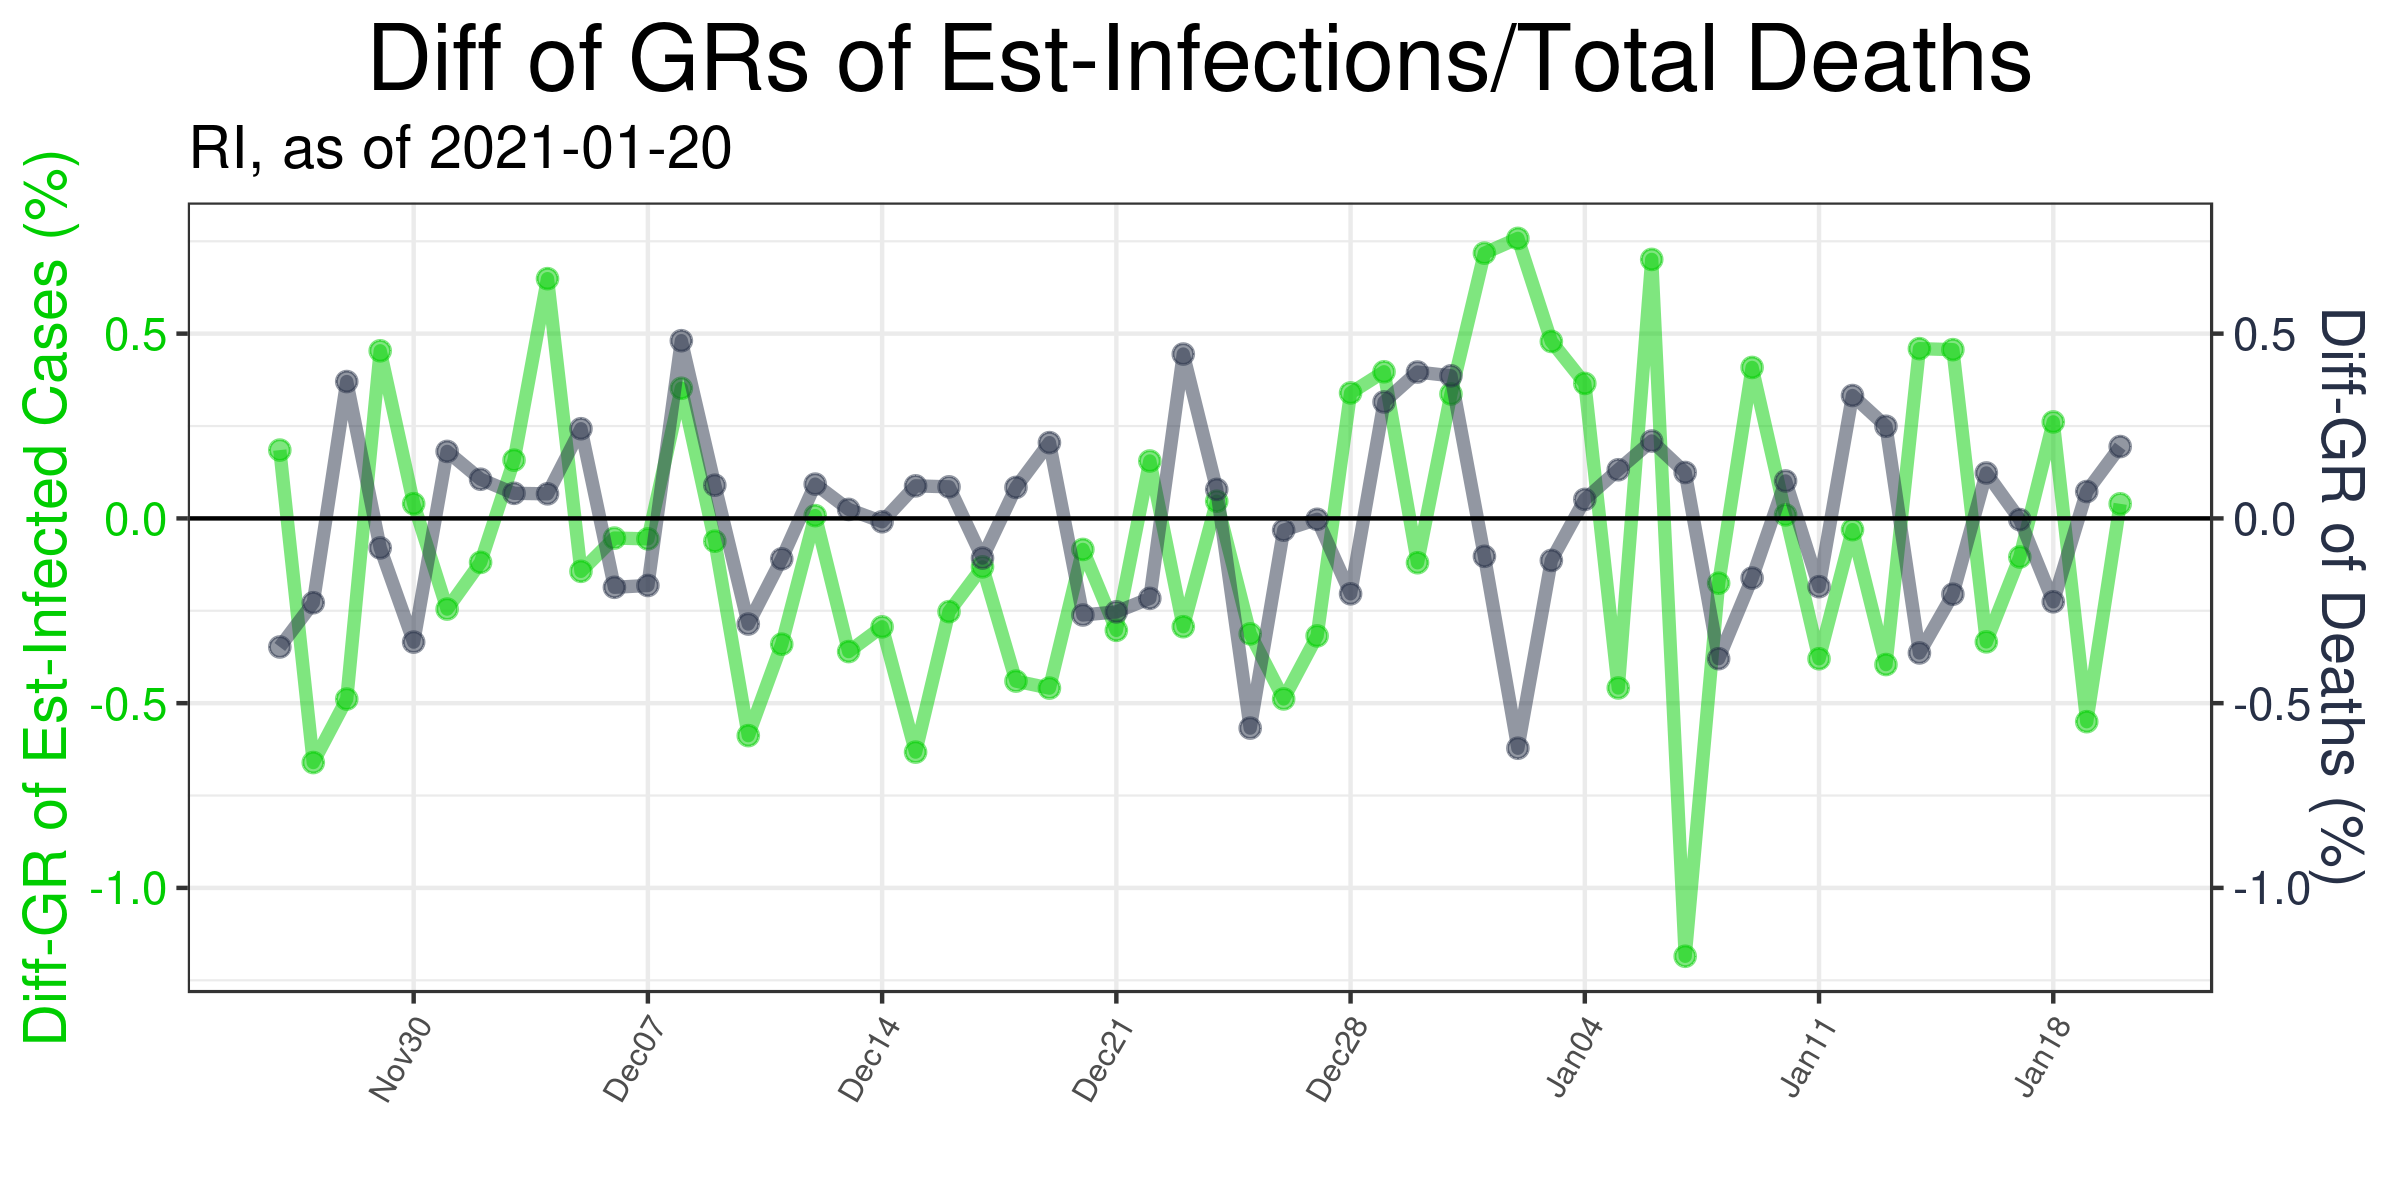 Diff of GRs of Est-Infections/Total Deaths
RI, as of 2021-01-20
Diff-GR of Est-Infected Cases (%)
0.5
0.0
-0.5
-1.0
0.5
0.0
-0.5
-1.0
Diff-GR of Deaths (%)
Nov30
Dec07
Dec14
Dec21
Dec28
Jan04
Jan11
Jan18